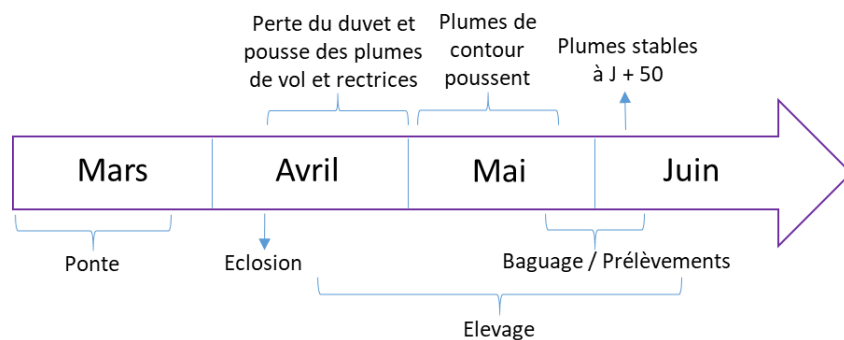 Perte du duvet et
pousse des plumes
de vol et rectrices
Plumes de
contour
poussent
Plumes stables
à J + 50
Mars
Avril
Mai
Juin
Ponte
Eclosion
Baguage / Prélèvements
Elevage